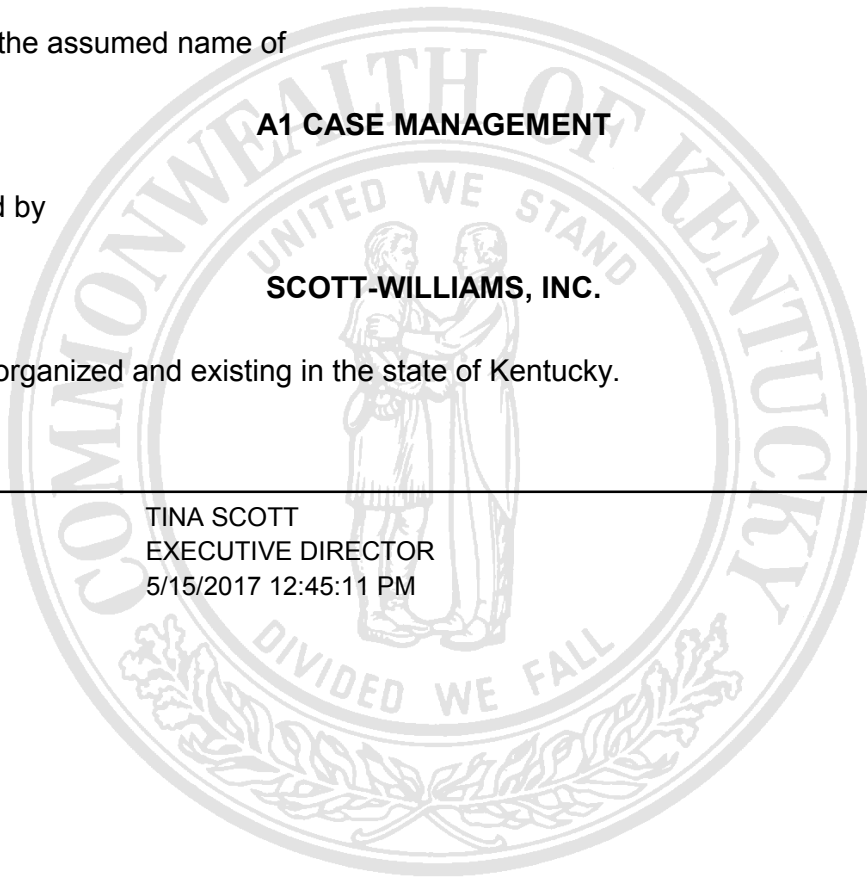 the assumed name of
A1 CASE MANAGEMENT
d by
SCOTT-WILLIAMS, INC.
organized and existing in the state of Kentucky.
TINA SCOTT
EXECUTIVE DIRECTOR
5/15/2017 12:45:11 PM
COMMONWEALTH OF KENTUCKY
UNITED WE STAND
DIVIDED WE FALL